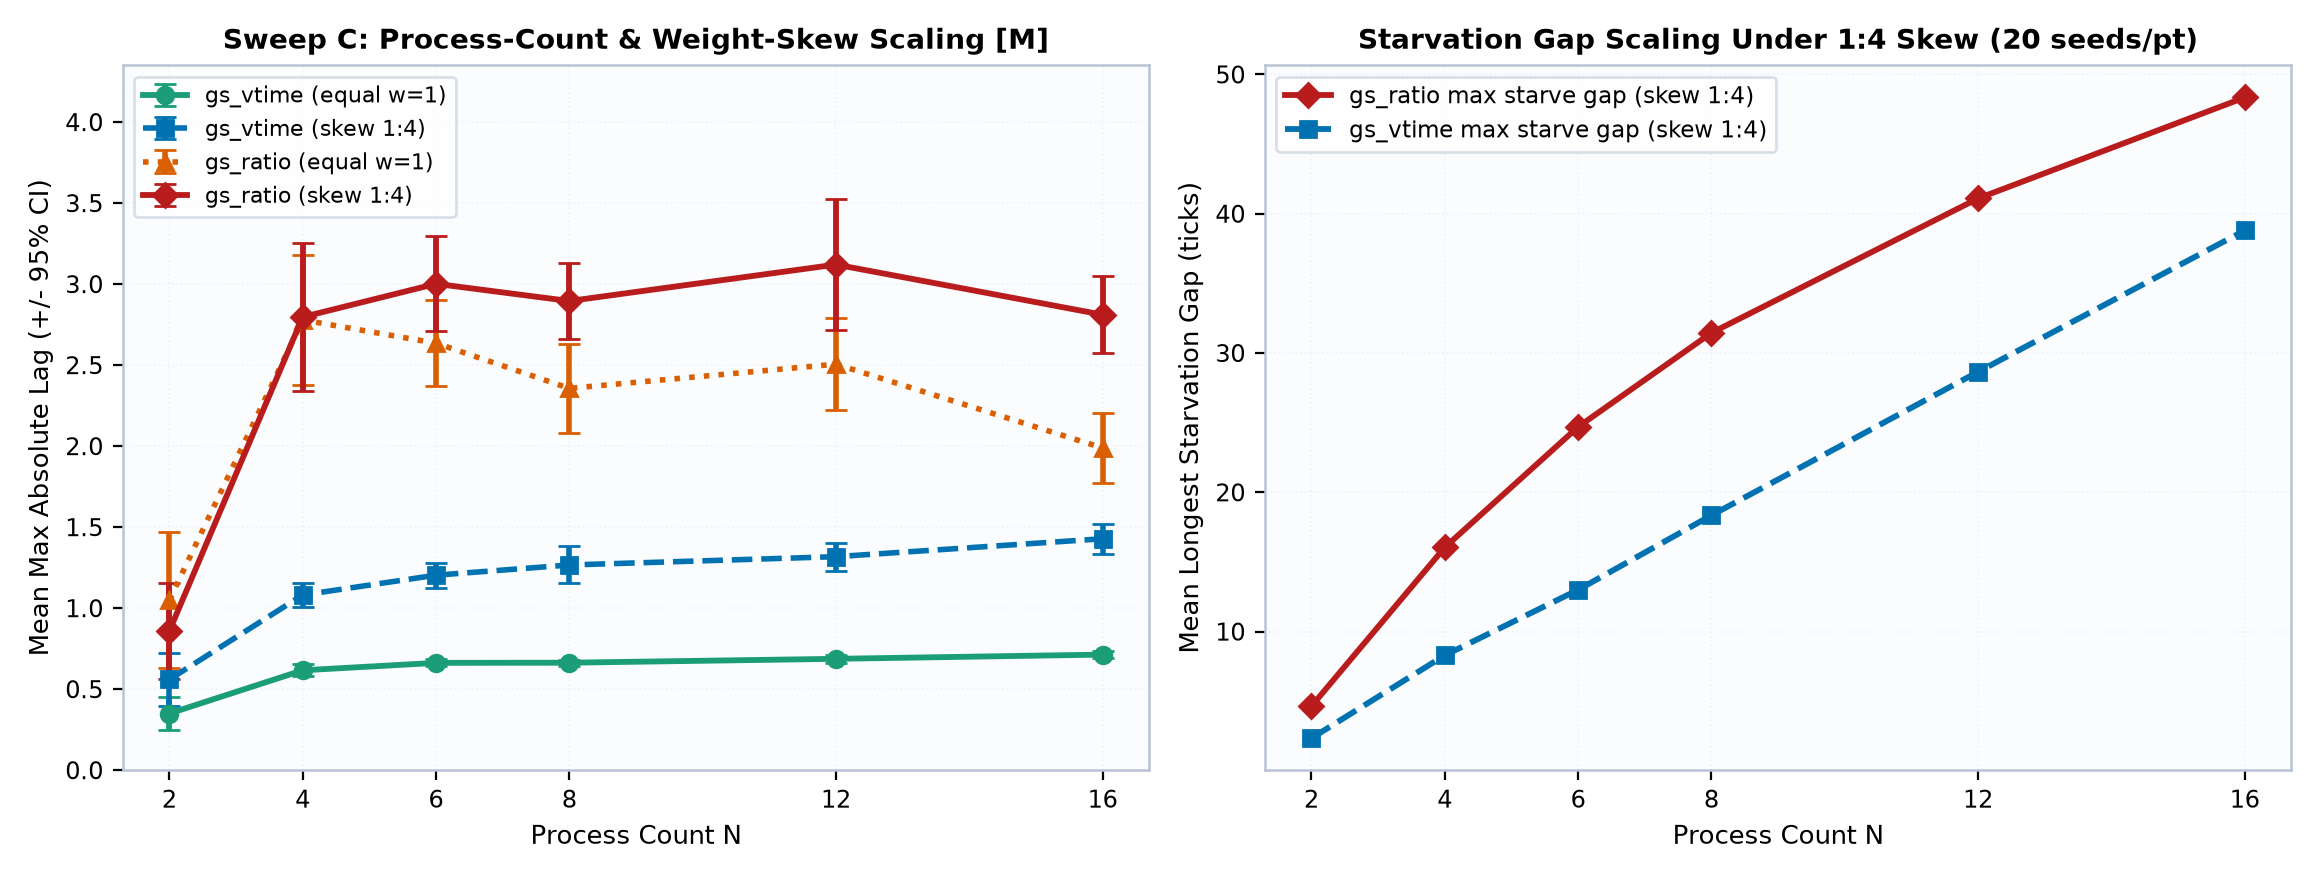 Sweep C: Process-Count & Weight-Skew Scaling [M]
gs_vtime (equal w=1)
gs_vtime (skew 1:4)
gs_ratio (equal w=1)
gs_ratio (skew 1:4)
Mean Max Absolute Lag (+/- 95% CI)
4.0
3.5
3.0
2.5
2.0
1.5
1.0
0.5
0.0
2 4 6 8 12 16
Process Count N
Starvation Gap Scaling Under 1:4 Skew (20 seeds/pt)
gs_ratio max starve gap (skew 1:4)
gs_vtime max starve gap (skew 1:4)
Mean Longest Starvation Gap (ticks)
50
40
30
20
10
2 4 6 8 12 16
Process Count N